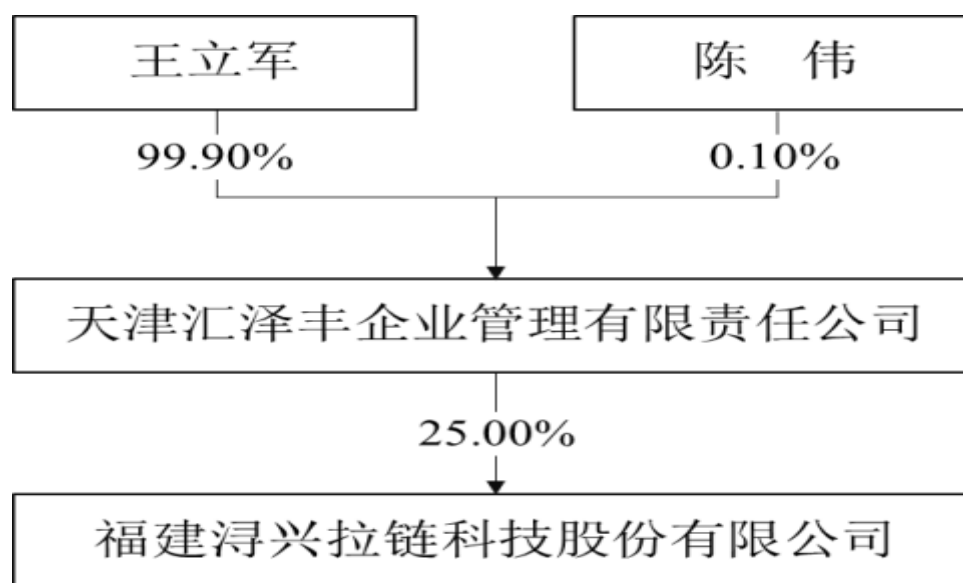 王立军
陈 伟
99.90%
0.10%
天津汇泽丰企业管理有限责任公司
25.00%
福建浔兴拉链科技股份有限公司